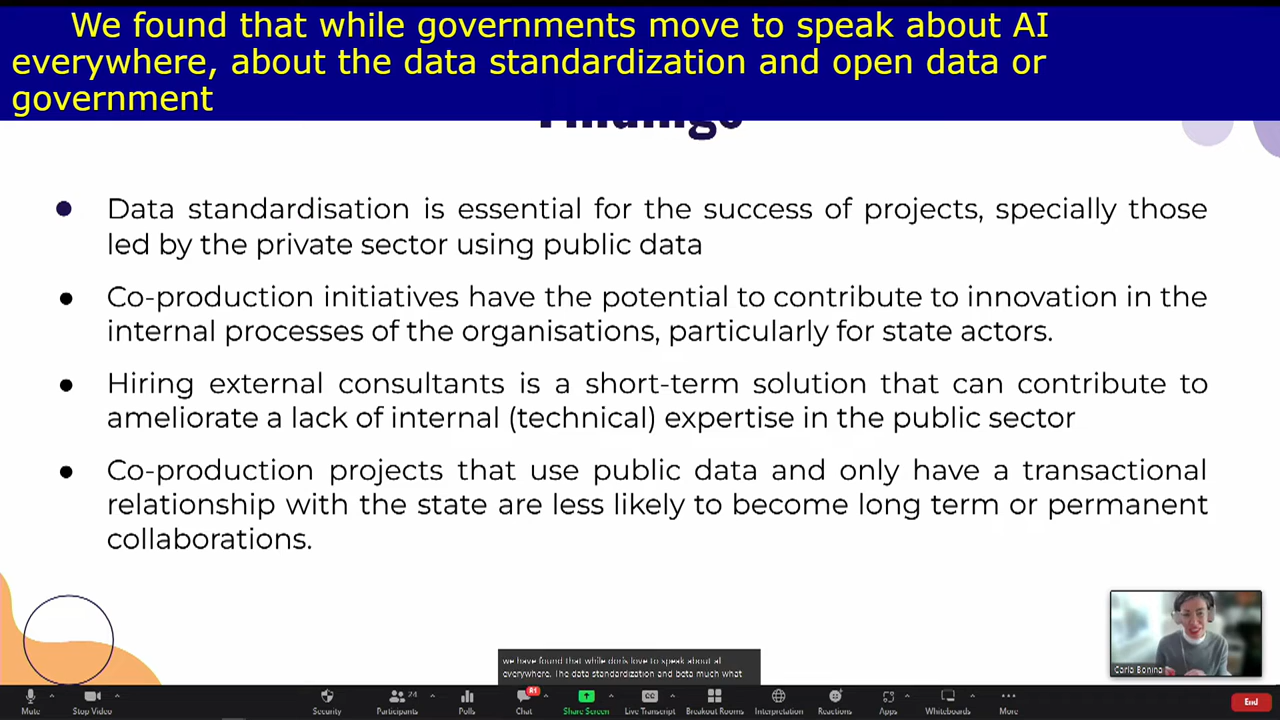 We found that while governments move to speak about AI
everywhere, about the data standardization and open data or
government
Findings
• Data standardisation is essential for the success of projects, specially those
led by the private sector using public data
• Co-production initiatives have the potential to contribute to innovation in the
internal processes of the organisations, particularly for state actors.
• Hiring external consultants is a short-term solution that can contribute to
ameliorate a lack of internal (technical) expertise in the public sector
• Co-production projects that use public data and only have a transactional
relationship with the state are less likely to become long term or permanent
collaborations.
Carla Bonina
we have found that while doris love to speak about ai
everywhere. The data standardization and beta much what
Mute Stop Video Security Participants 24 Polls Chat 81 Share Screen Live Transcript Breakout Rooms Interpretation Reactions Apps Whiteboards More End